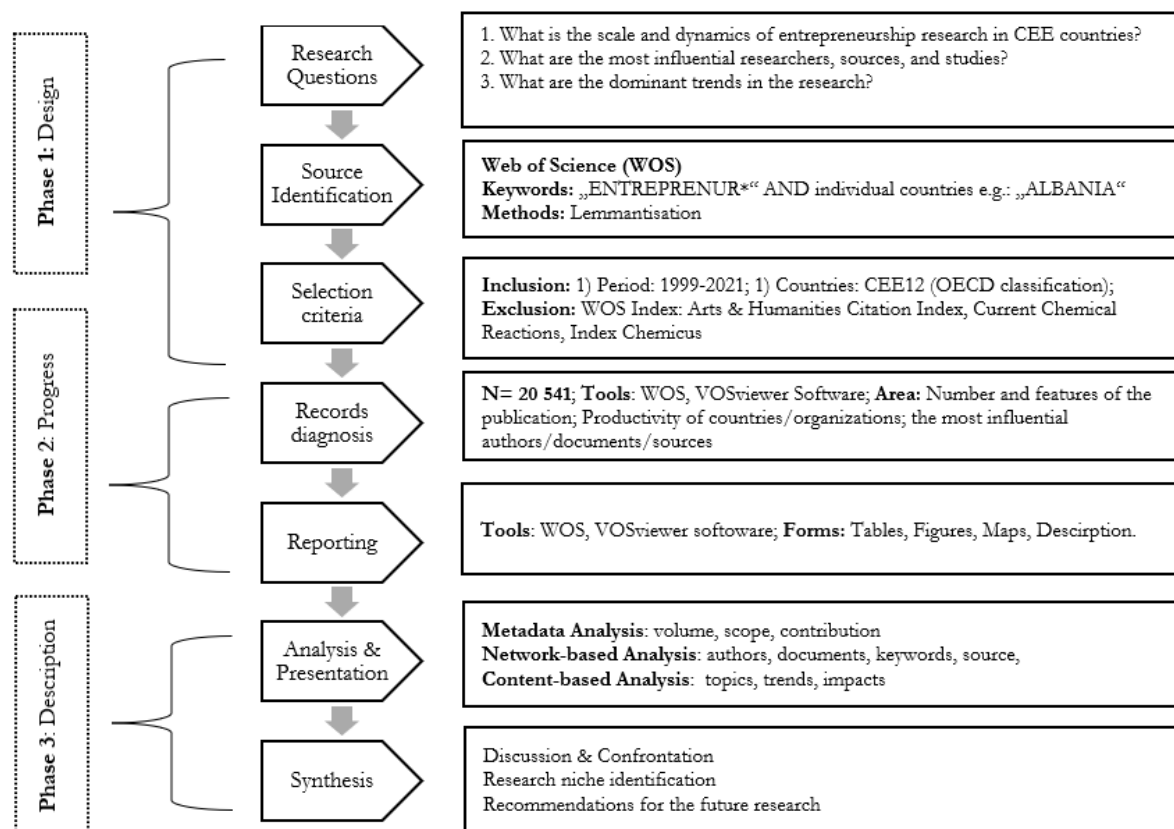 Phase 1: Design
Research
Questions
1. What is the scale and dynamics of entrepreneurship research in CEE countries?
2. What are the most influential researchers, sources, and studies?
3. What are the dominant trends in the research?
Source
Identification
Web of Science (WOS)
Keywords: „ENTREPRENUR*“ AND individual countries e.g.: „ALBANIA“
Methods: Lemmantisation
Selection
criteria
Inclusion: 1) Period: 1999-2021; 1) Countries: CEE12 (OECD classification);
Exclusion: WOS Index: Arts & Humanities Citation Index, Current Chemical
Reactions, Index Chemicus
Phase 2: Progress
Records
diagnosis
N= 20 541; Tools: WOS, VOSviewer Software; Area: Number and features of the
publication; Productivity of countries/organizations; the most influential
authors/documents/sources
Reporting
Tools: WOS, VOSviewer softoware; Forms: Tables, Figures, Maps, Descirption.
Phase 3: Description
Analysis &
Presentation
Metadata Analysis: volume, scope, contribution
Network-based Analysis: authors, documents, keywords, source,
Content-based Analysis: topics, trends, impacts
Synthesis
Discussion & Confrontation
Research niche identification
Recommendations for the future research